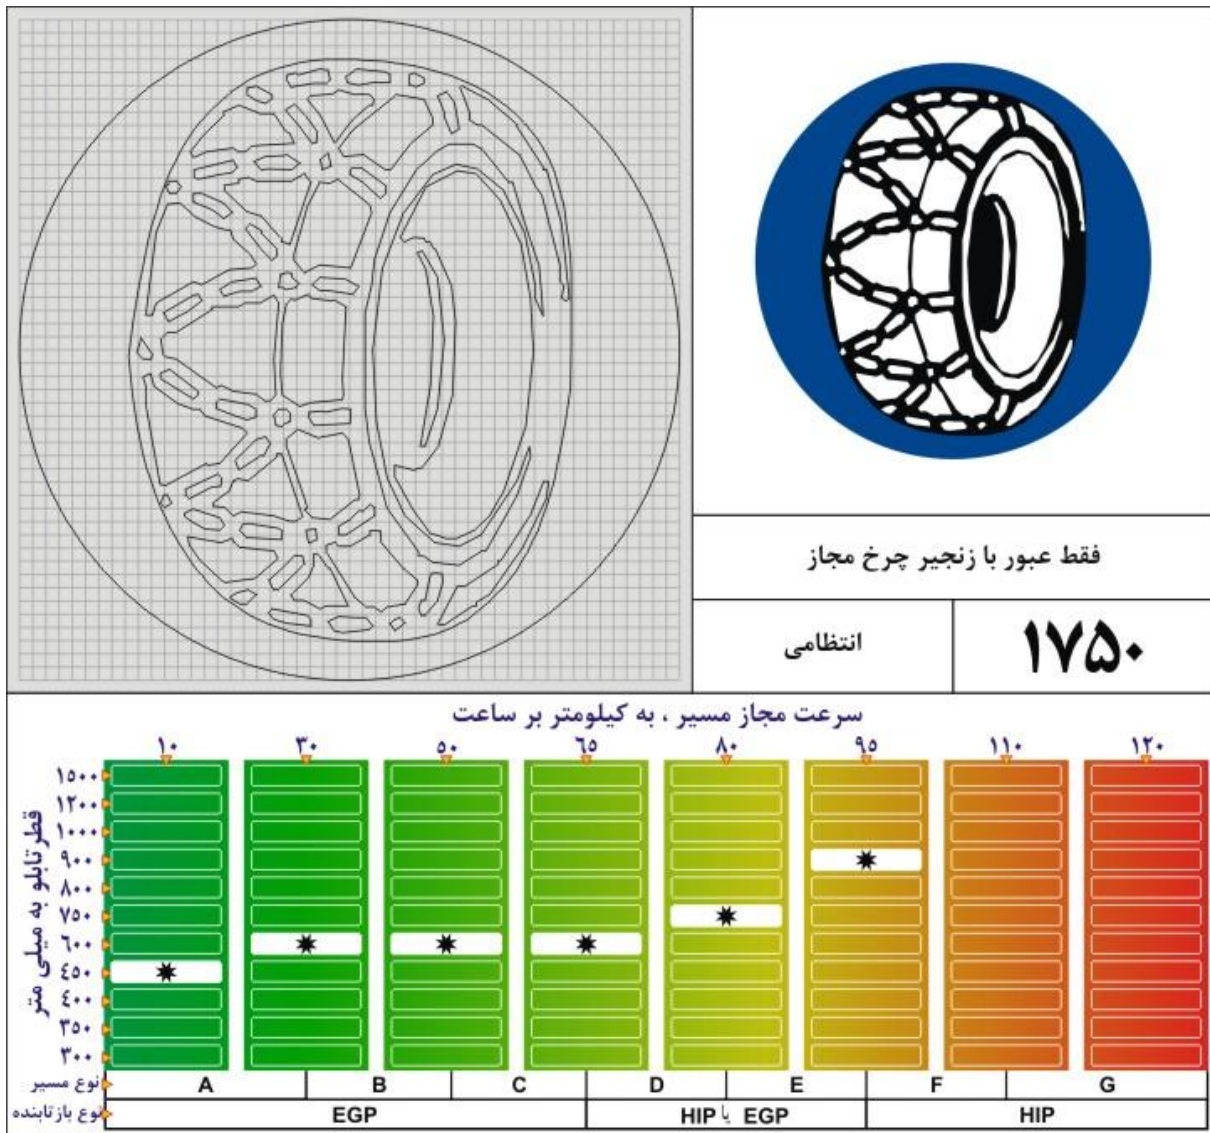 فقط عبور با زنجیر چرخ مجاز
انتظامی
۱۷۵۰
سرعت مجاز مسیر ، به کیلومتر بر ساعت
۱۰ ۳۰ ۵۰ ۶۵ ۸۰ ۹۵ ۱۱۰ ۱۲۰
قطر تابلو به میلی متر
۱۵۰۰
۱۲۰۰
۱۰۰۰
۹۰۰
۸۰۰
۷۵۰
۶۰۰
٤۵۰
٤۰۰
۳۵۰
۳۰۰
نوع مسیر A B C D E F G
نوع بازتابنده EGP HIP یا EGP HIP